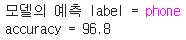 모델의 예측 label = phone
accuracy = 96.8